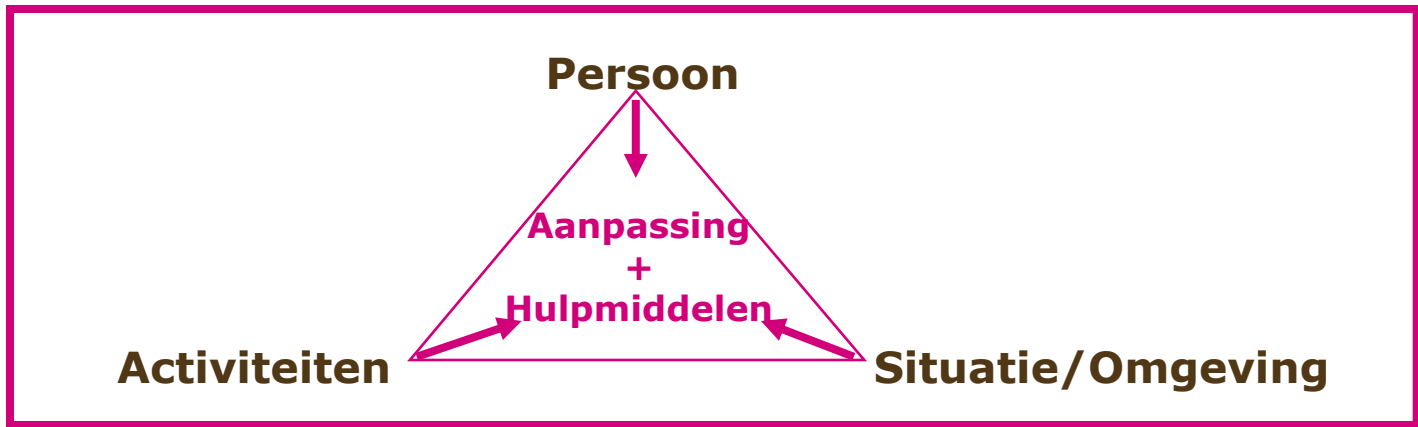 Persoon
Aanpassing
+
Hulpmiddelen
Activiteiten
Situatie/Omgeving